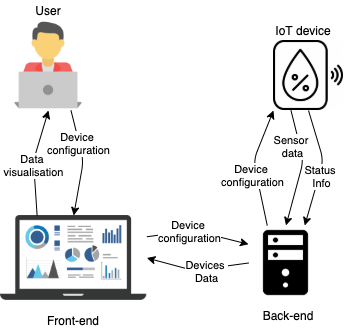 User
IoT device
Device
configuration
Data
visualisation
Sensor
data
Device
configuration
Status
Info
Device
configuration
Devices
Data
Front-end
Back-end